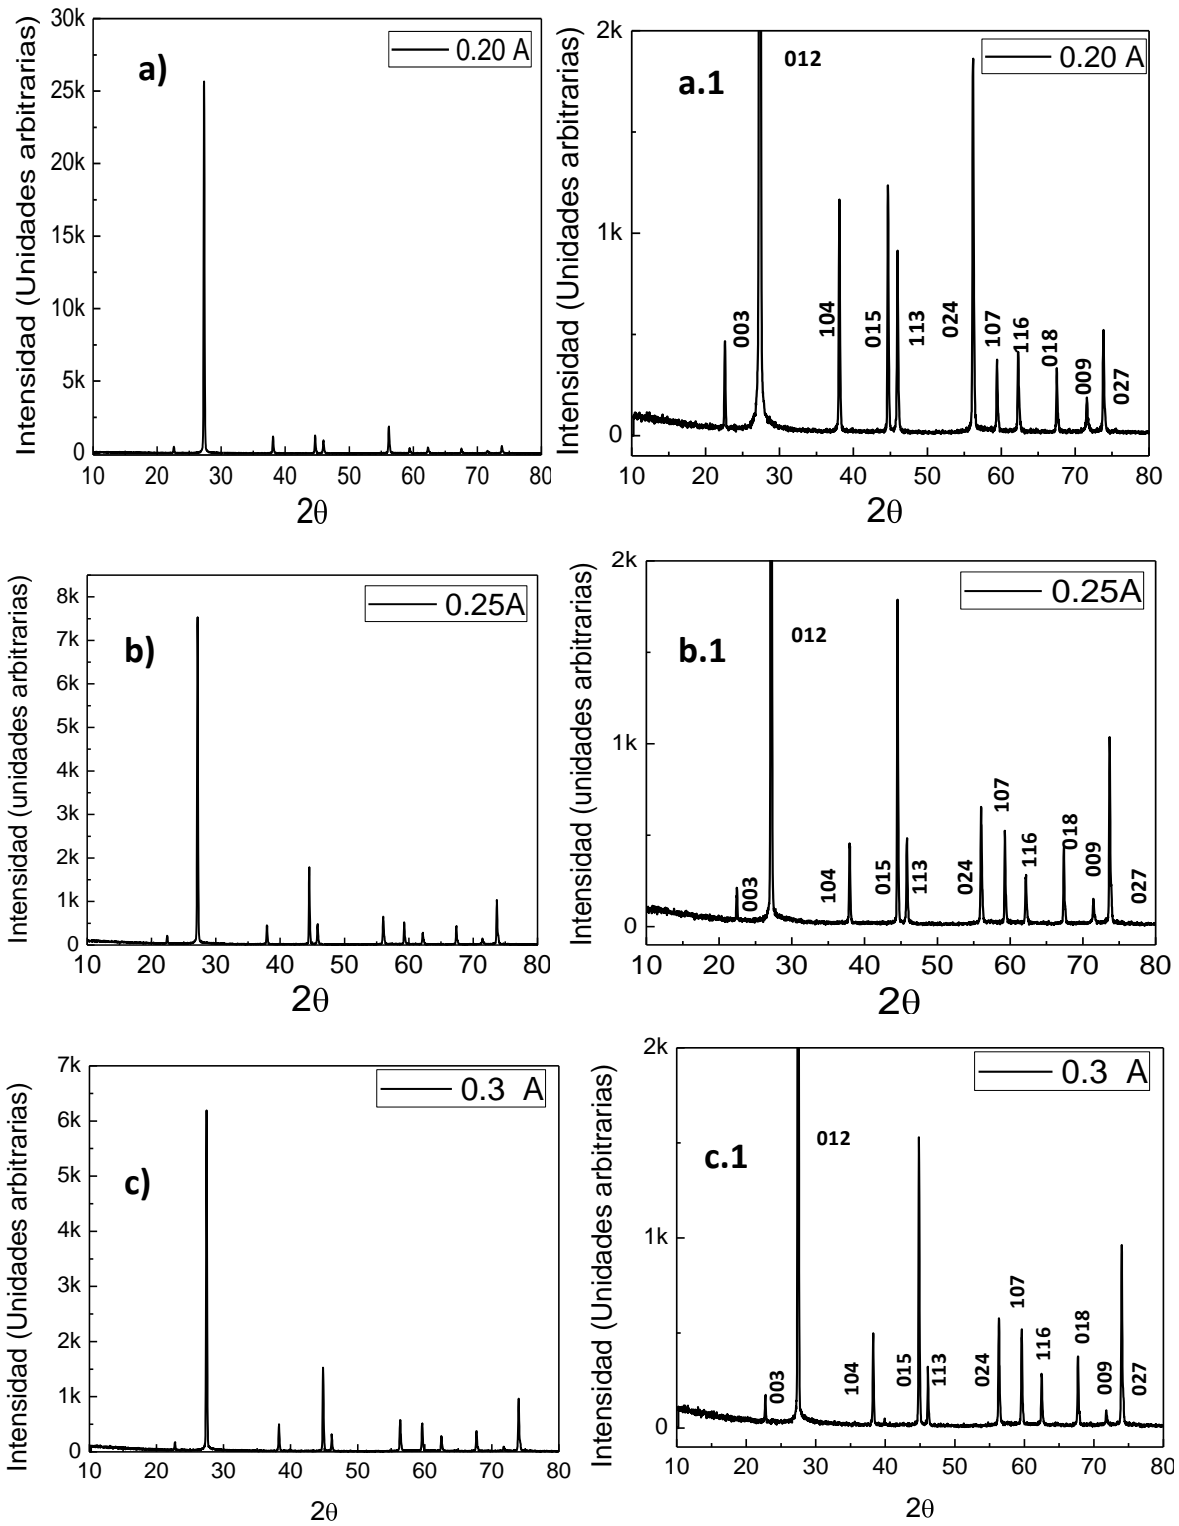 Intensidad (Unidades arbitrarias)
30k
25k
20k
15k
10k
5k
0
a)
0.20 A
10 20 30 40 50 60 70 80
2θ
Intensidad (Unidades arbitrarias)
2k
1k
0
a.1
0.20 A
012
003
104
015
113
024
107
116
018
009
027
10 20 30 40 50 60 70 80
2θ
Intensidad (unidades arbitrarias)
8k
7k
6k
5k
4k
3k
2k
1k
0
b)
0.25A
10 20 30 40 50 60 70 80
2θ
Intensidad (unidades arbitrarias)
2k
1k
0
b.1
0.25A
012
003
104
015
113
024
107
116
018
009
027
10 20 30 40 50 60 70 80
2θ
Intensidad (Unidades arbitrarias)
7k
6k
5k
4k
3k
2k
1k
0
c)
0.3 A
10 20 30 40 50 60 70 80
2θ
Intensidad (Unidades arbitrarias)
2k
1k
0
c.1
0.3 A
012
003
104
015
113
024
107
116
018
009
027
10 20 30 40 50 60 70 80
2θ